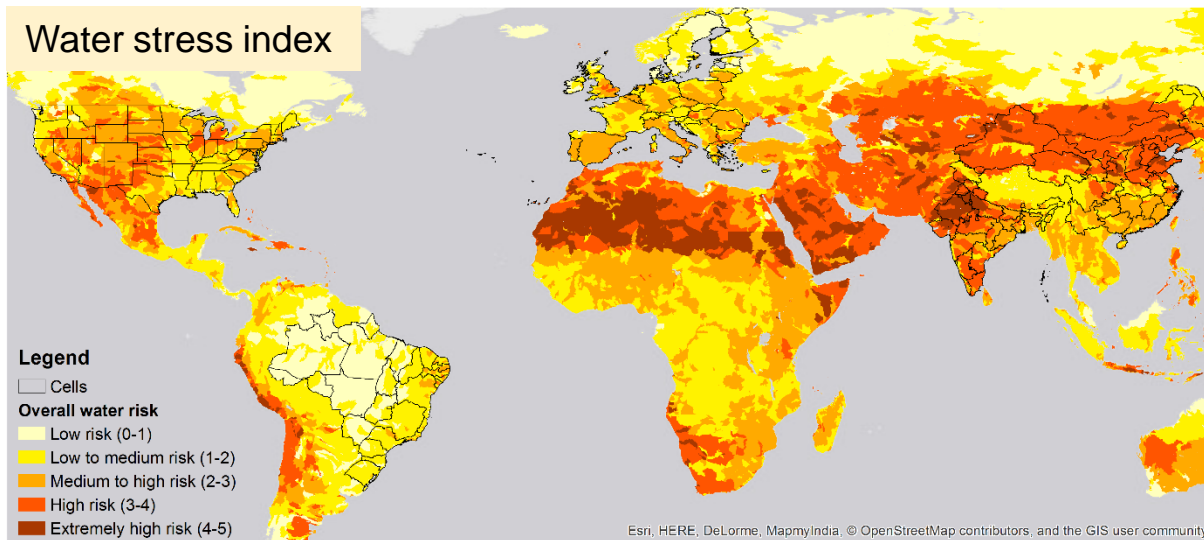 Water stress index
Legend
Cells
Overall water risk
Low risk (0-1)
Low to medium risk (1-2)
Medium to high risk (2-3)
High risk (3-4)
Extremely high risk (4-5)
Esri, HERE, DeLorme, MapmyIndia, © OpenStreetMap contributors, and the GIS user community